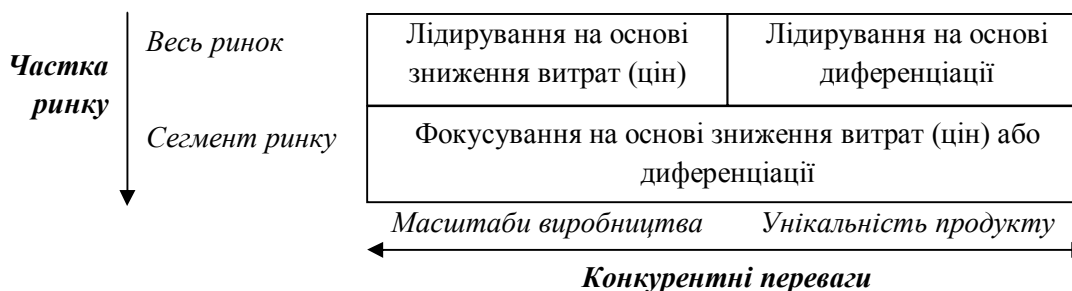 Частка
ринку
Весь ринок
Лідирування на основі
зниження витрат (цін)
Лідирування на основі
диференціації
Сегмент ринку
Фокусування на основі зниження витрат (цін) або
диференціації
Масштаби виробництва
Унікальність продукту
Конкурентні переваги